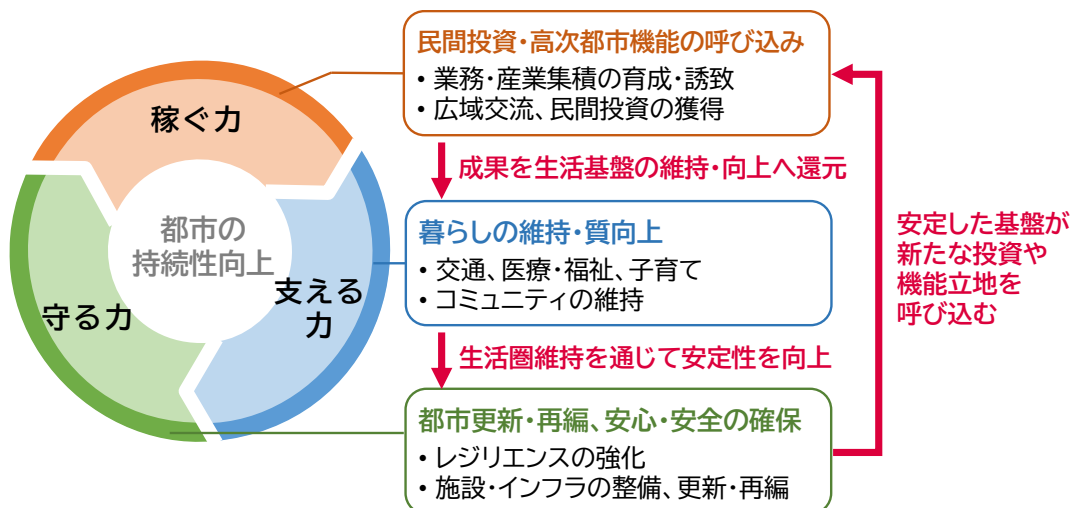 稼ぐ力
支える
力
守る力
都市の
持続性向上
民間投資・高次都市機能の呼び込み
• 業務・産業集積の育成・誘致
• 広域交流、民間投資の獲得
成果を生活基盤の維持・向上へ還元
暮らしの維持・質向上
• 交通、医療・福祉、子育て
• コミュニティの維持
生活圏維持を通じて安定性を向上
都市更新・再編、安心・安全の確保
• レジリエンスの強化
• 施設・インフラの整備、更新・再編
安定した基盤が
新たな投資や
機能立地を
呼び込む